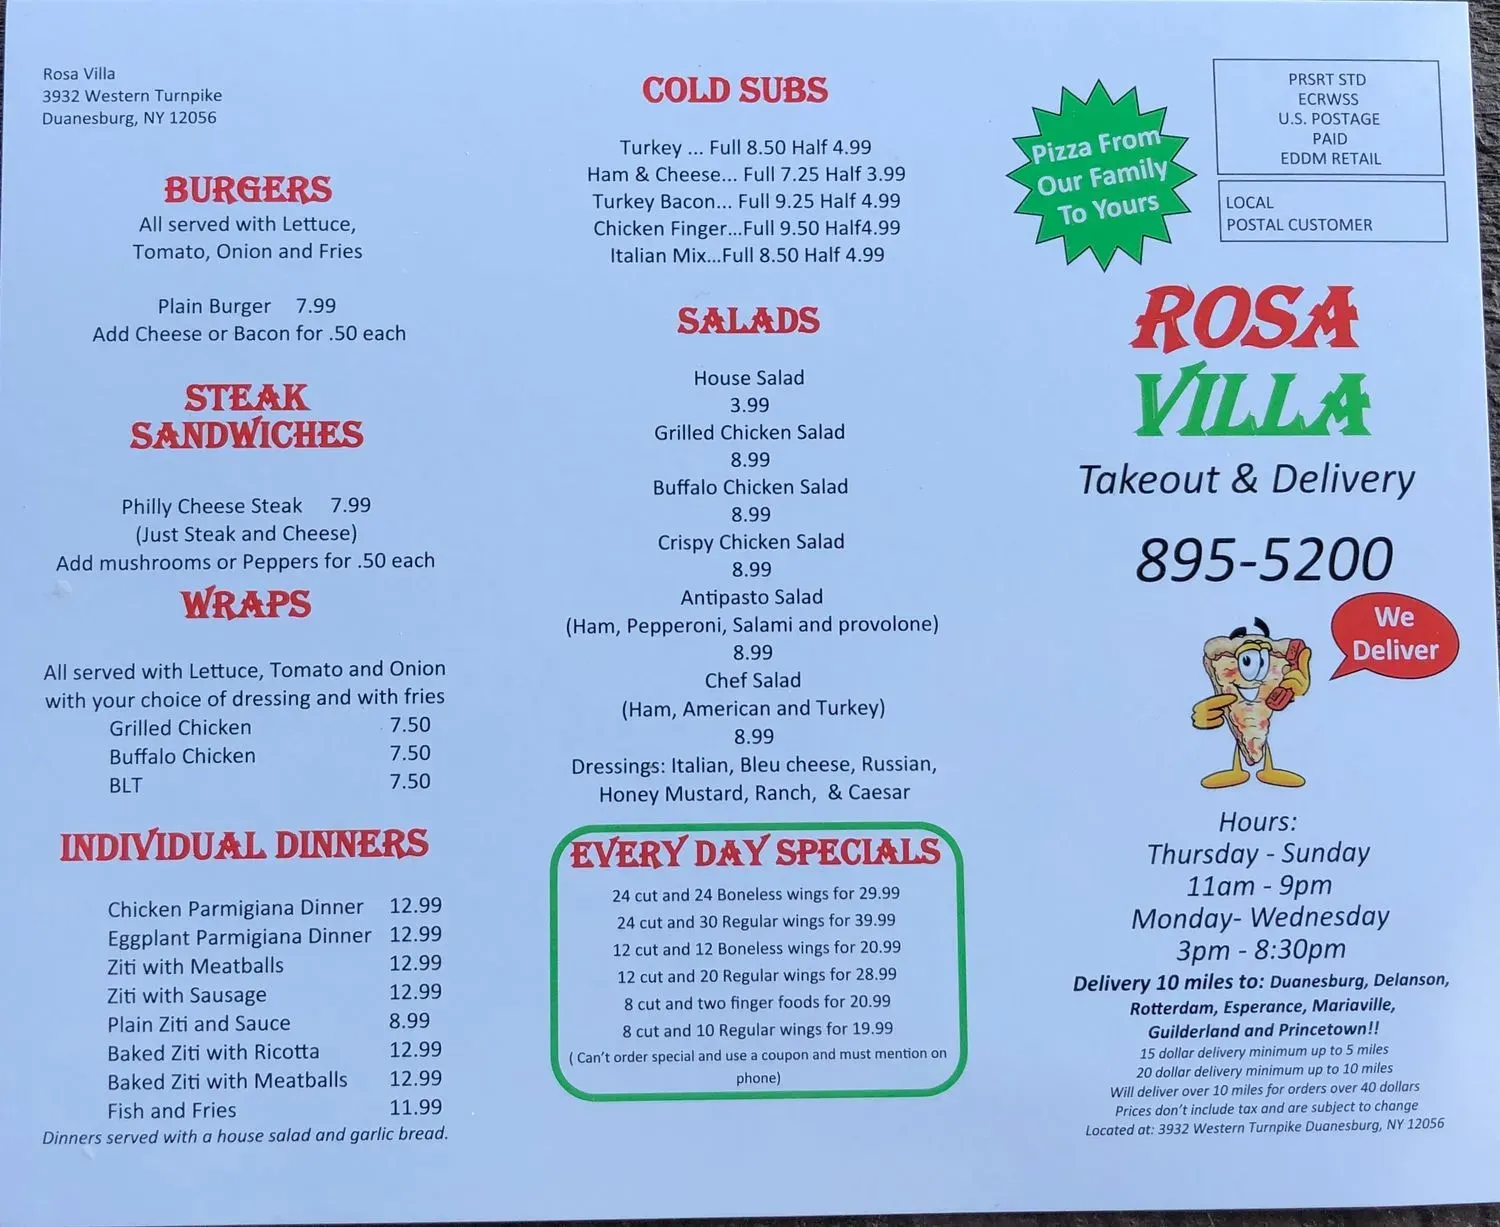 Rosa Villa
3932 Western Turnpike
Duanesburg, NY 12056
BURGERS
All served with Lettuce,
Tomato, Onion and Fries
Plain Burger 7.99
Add Cheese or Bacon for .50 each
STEAK
SANDWICHES
Philly Cheese Steak 7.99
(Just Steak and Cheese)
Add mushrooms or Peppers for .50 each
WRAPS
All served with Lettuce, Tomato and Onion
with your choice of dressing and with fries
Grilled Chicken 7.50
Buffalo Chicken 7.50
BLT 7.50
INDIVIDUAL DINNERS
Chicken Parmigiana Dinner 12.99
Eggplant Parmigiana Dinner 12.99
Ziti with Meatballs 12.99
Ziti with Sausage 12.99
Plain Ziti and Sauce 8.99
Baked Ziti with Ricotta 12.99
Baked Ziti with Meatballs 12.99
Fish and Fries 11.99
Dinners served with a house salad and garlic bread.
COLD SUBS
Turkey ... Full 8.50 Half 4.99
Ham & Cheese... Full 7.25 Half 3.99
Turkey Bacon... Full 9.25 Half 4.99
Chicken Finger...Full 9.50 Half4.99
Italian Mix...Full 8.50 Half 4.99
SALADS
House Salad
3.99
Grilled Chicken Salad
8.99
Buffalo Chicken Salad
8.99
Crispy Chicken Salad
8.99
Antipasto Salad
(Ham, Pepperoni, Salami and provolone)
8.99
Chef Salad
(Ham, American and Turkey)
8.99
Dressings: Italian, Bleu cheese, Russian,
Honey Mustard, Ranch, & Caesar
EVERY DAY SPECIALS
24 cut and 24 Boneless wings for 29.99
24 cut and 30 Regular wings for 39.99
12 cut and 12 Boneless wings for 20.99
12 cut and 20 Regular wings for 28.99
8 cut and two finger foods for 20.99
8 cut and 10 Regular wings for 19.99
( Can't order special and use a coupon and must mention on
phone)
Pizza From
Our Family
To Yours
PRSRT STD
ECRWSS
U.S. POSTAGE
PAID
EDDM RETAIL
LOCAL
POSTAL CUSTOMER
ROSA
VILLA
Takeout & Delivery
895-5200
We
Deliver
Hours:
Thursday - Sunday
11am - 9pm
Monday- Wednesday
3pm - 8:30pm
Delivery 10 miles to: Duanesburg, Delanson,
Rotterdam, Esperance, Mariaville,
Guilderland and Princetown!!
15 dollar delivery minimum up to 5 miles
20 dollar delivery minimum up to 10 miles
Will deliver over 10 miles for orders over 40 dollars
Prices don't include tax and are subject to change
Located at: 3932 Western Turnpike Duanesburg, NY 12056